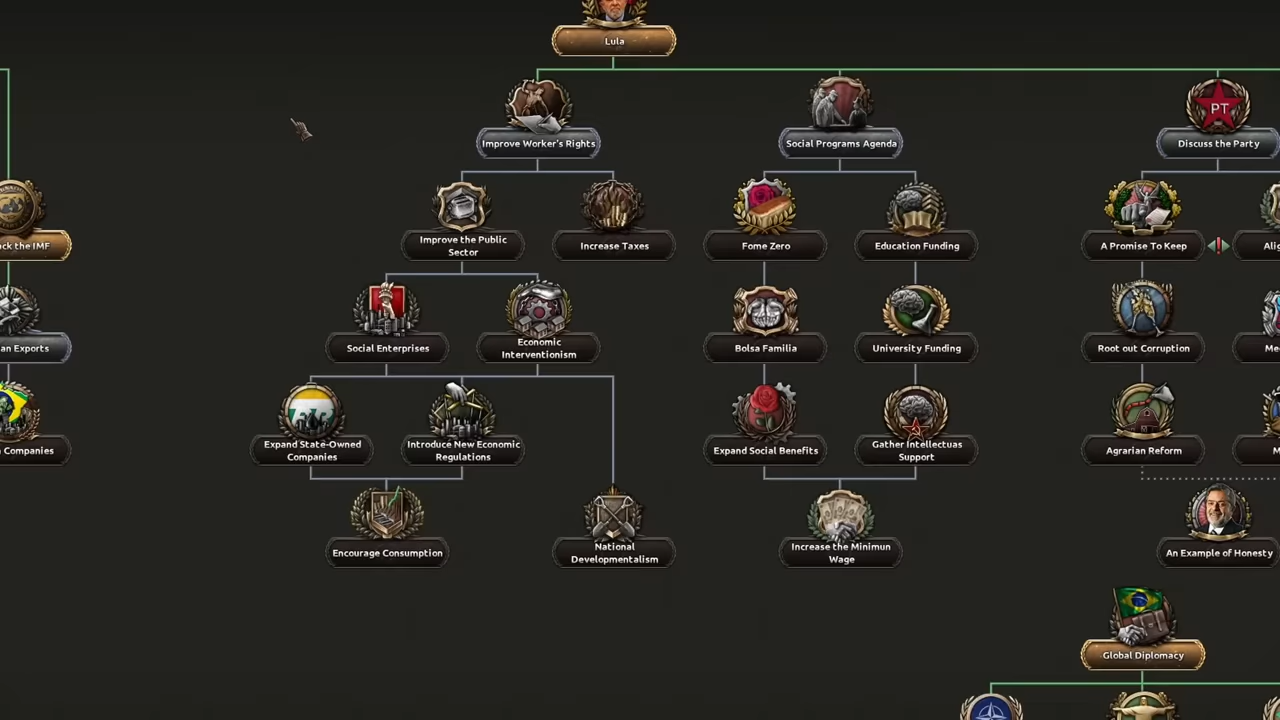 Lula
Improve Worker's Rights
Social Programs Agenda
PT
Discuss the Party
ack the IMF
Improve the Public
Sector
Increase Taxes
Fome Zero
Education Funding
A Promise To Keep
an Exports
Social Enterprises
Economic
Interventionism
Bolsa Familia
University Funding
Root out Corruption
Companies
Expand State-Owned
Companies
Introduce New Economic
Regulations
Expand Social Benefits
Gather Intellectuas
Support
Agrarian Reform
Encourage Consumption
National
Developmentalism
Increase the Minimun
Wage
An Example of Honesty
Global Diplomacy